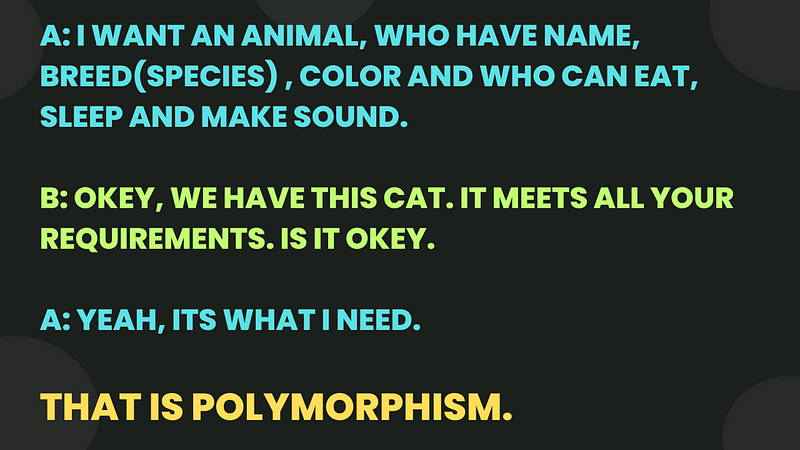 A: I WANT AN ANIMAL, WHO HAVE NAME,
BREED(SPECIES) , COLOR AND WHO CAN EAT,
SLEEP AND MAKE SOUND.
B: OKEY, WE HAVE THIS CAT. IT MEETS ALL YOUR
REQUIREMENTS. IS IT OKEY.
A: YEAH, ITS WHAT I NEED.
THAT IS POLYMORPHISM.